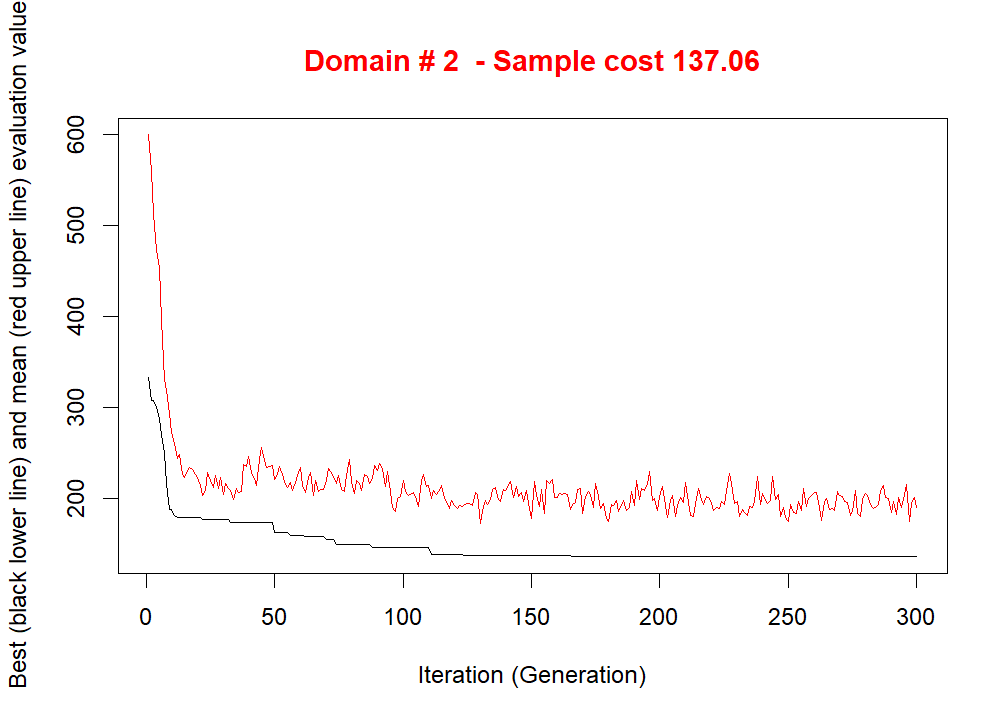 Domain # 2  - Sample cost 137.06
Best (black lower line) and mean (red upper line) evaluation value
600
500
400
300
200
0 50 100 150 200 250 300
Iteration (Generation)